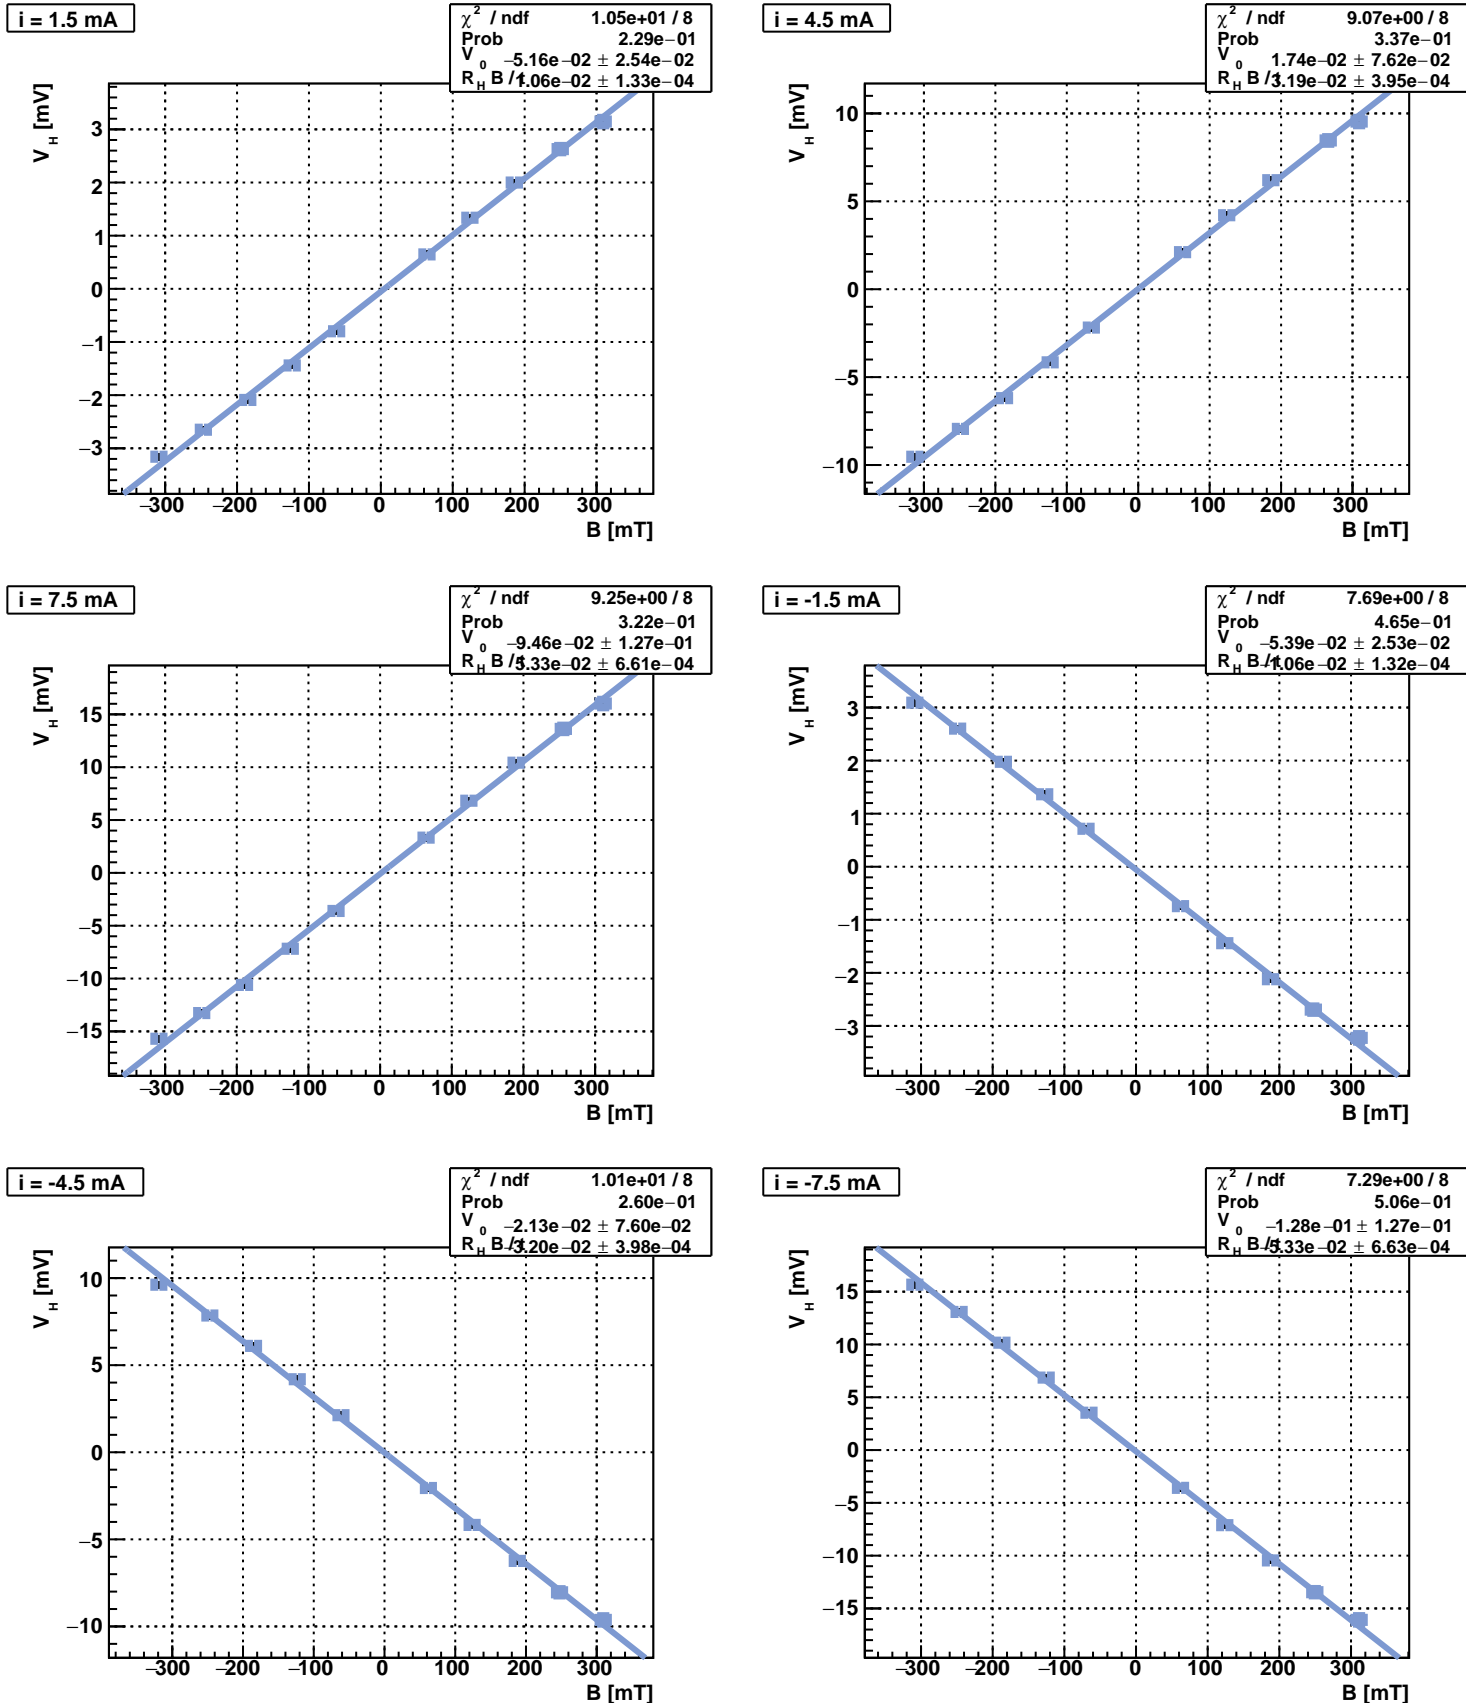 i = 1.5 mA
χ² / ndf 1.05e+01 / 8
Prob 2.29e−01
V₀ −5.16e−02 ± 2.54e−02
R_H B / 1.06e−02 ± 1.33e−04
V_H [mV]
3
2
1
0
−1
−2
−3
−300 −200 −100 0 100 200 300
B [mT]
i = 4.5 mA
χ² / ndf 9.07e+00 / 8
Prob 3.37e−01
V₀ 1.74e−02 ± 7.62e−02
R_H B / 3.19e−02 ± 3.95e−04
V_H [mV]
10
5
0
−5
−10
−300 −200 −100 0 100 200 300
B [mT]
i = 7.5 mA
χ² / ndf 9.25e+00 / 8
Prob 3.22e−01
V₀ −9.46e−02 ± 1.27e−01
R_H B / 5.33e−02 ± 6.61e−04
V_H [mV]
15
10
5
0
−5
−10
−15
−300 −200 −100 0 100 200 300
B [mT]
i = -1.5 mA
χ² / ndf 7.69e+00 / 8
Prob 4.65e−01
V₀ −5.39e−02 ± 2.53e−02
R_H B / −1.06e−02 ± 1.32e−04
V_H [mV]
3
2
1
0
−1
−2
−3
−300 −200 −100 0 100 200 300
B [mT]
i = -4.5 mA
χ² / ndf 1.01e+01 / 8
Prob 2.60e−01
V₀ −2.13e−02 ± 7.60e−02
R_H B / −3.20e−02 ± 3.98e−04
V_H [mV]
10
5
0
−5
−10
−300 −200 −100 0 100 200 300
B [mT]
i = -7.5 mA
χ² / ndf 7.29e+00 / 8
Prob 5.06e−01
V₀ −1.28e−01 ± 1.27e−01
R_H B / −5.33e−02 ± 6.63e−04
V_H [mV]
15
10
5
0
−5
−10
−15
−300 −200 −100 0 100 200 300
B [mT]